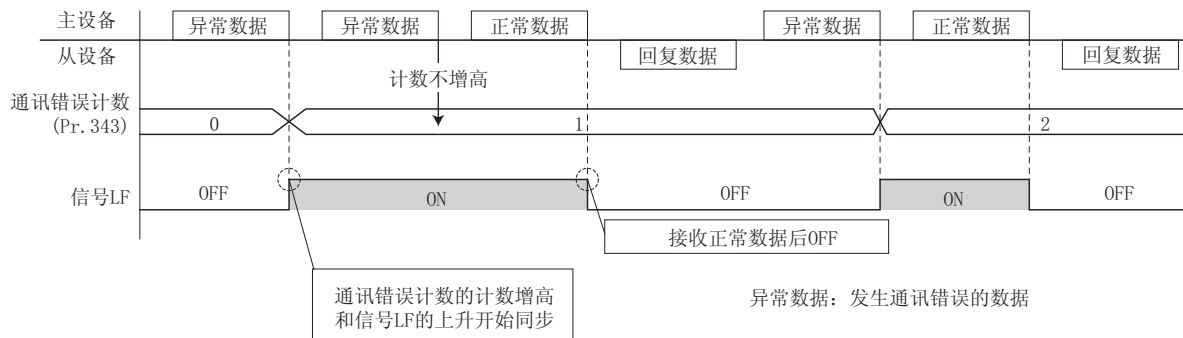 主设备
异常数据
异常数据
正常数据
异常数据
正常数据
从设备
回复数据
回复数据
计数不增高
通讯错误计数
(Pr.343)
0
1
2
信号LF
OFF
ON
OFF
ON
OFF
接收正常数据后OFF
通讯错误计数的计数增高
和信号LF的上升开始同步
异常数据：发生通讯错误的数据